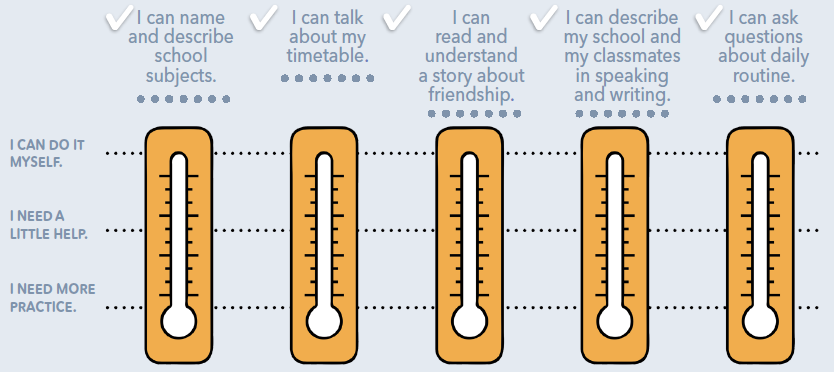 I can name
and describe
school
subjects.
I can talk
about my
timetable.
I can
read and
understand
a story about
friendship.
I can describe
my school and
my classmates
in speaking
and writing.
I can ask
questions
about daily
routine.
I CAN DO IT
MYSELF.
I NEED A
LITTLE HELP.
I NEED MORE
PRACTICE.